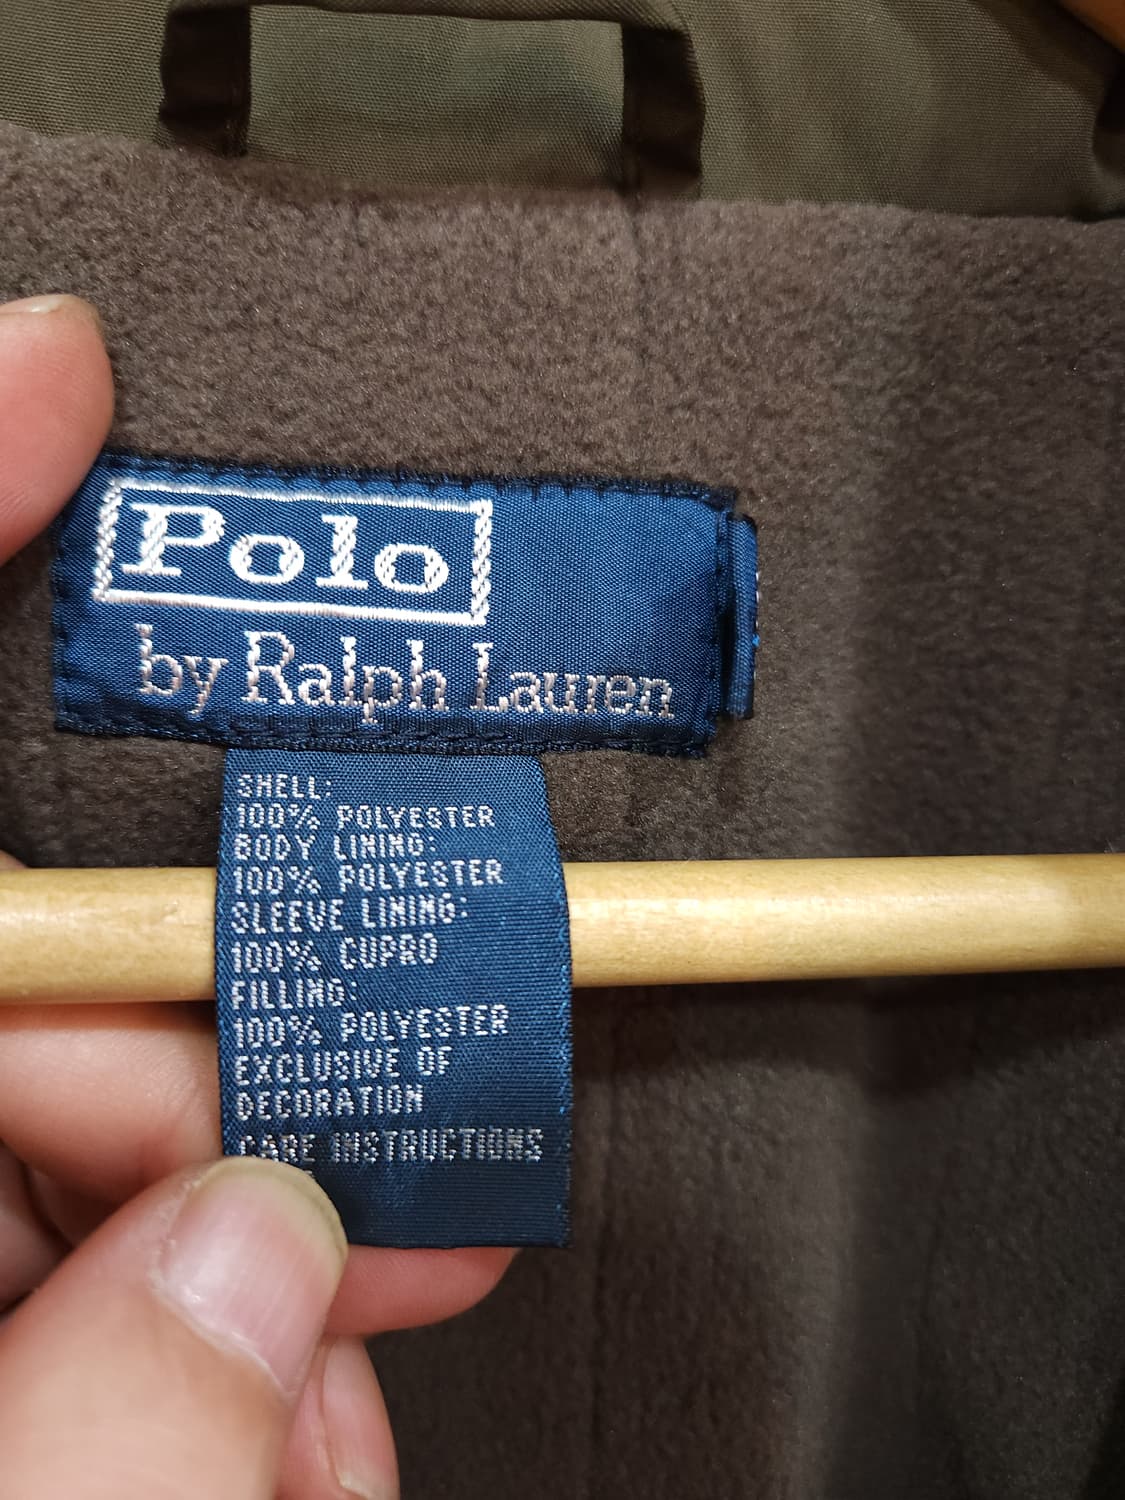 Polo
by Ralph Lauren
SHELL:
100% POLYESTER
BODY LINING:
100% POLYESTER
SLEEVE LINING:
100% CUPRO
FILLING:
100% POLYESTER
EXCLUSIVE OF
DECORATION
CARE INSTRUCTIONS